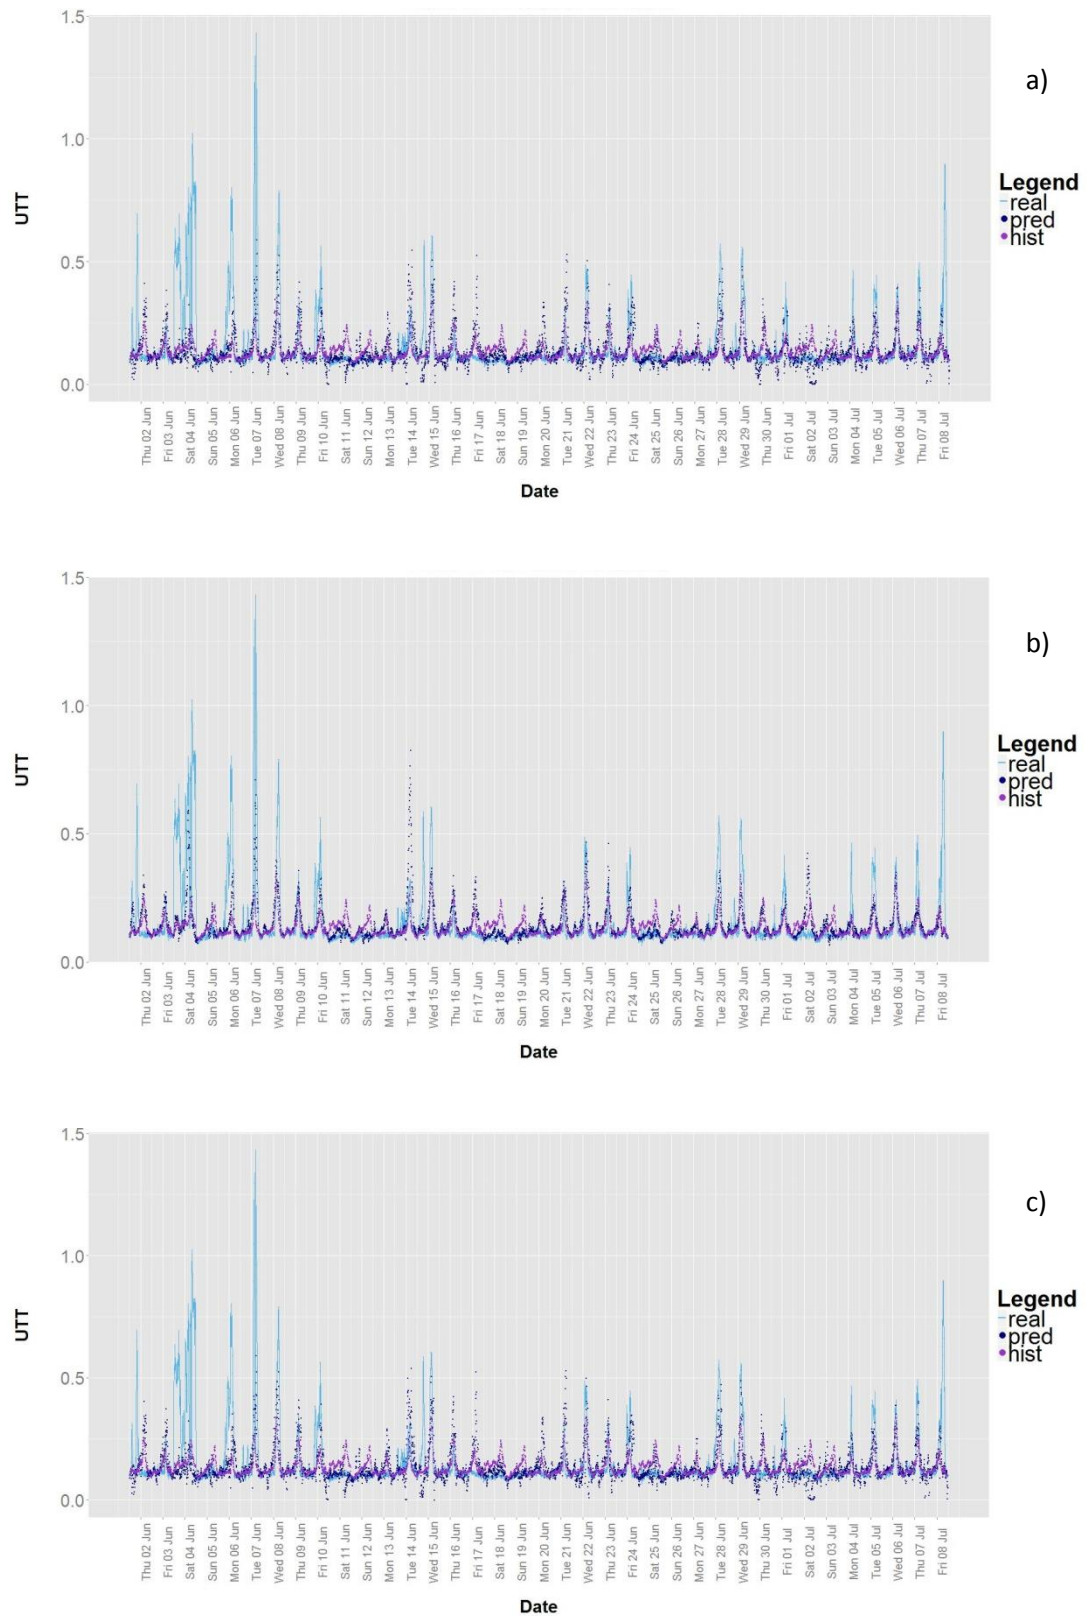 1.5
a)
1.0
Legend
real
UTT
pred
hist
0.5
0.0
Thu 02 Jun
Fri 03 Jun
Sat 04 Jun
Sun 05 Jun
Mon 06 Jun
Tue 07 Jun
Wed 08 Jun
Thu 09 Jun
Fri 10 Jun
Sat 11 Jun
Sun 12 Jun
Mon 13 Jun
Tue 14 Jun
Wed 15 Jun
Thu 16 Jun
Fri 17 Jun
Sat 18 Jun
Sun 19 Jun
Mon 20 Jun
Tue 21 Jun
Wed 22 Jun
Thu 23 Jun
Fri 24 Jun
Sat 25 Jun
Sun 26 Jun
Mon 27 Jun
Tue 28 Jun
Wed 29 Jun
Thu 30 Jun
Fri 01 Jul
Sat 02 Jul
Sun 03 Jul
Mon 04 Jul
Tue 05 Jul
Wed 06 Jul
Thu 07 Jul
Fri 08 Jul
Date
1.5
b)
1.0
Legend
real
UTT
pred
hist
0.5
0.0
Thu 02 Jun
Fri 03 Jun
Sat 04 Jun
Sun 05 Jun
Mon 06 Jun
Tue 07 Jun
Wed 08 Jun
Thu 09 Jun
Fri 10 Jun
Sat 11 Jun
Sun 12 Jun
Mon 13 Jun
Tue 14 Jun
Wed 15 Jun
Thu 16 Jun
Fri 17 Jun
Sat 18 Jun
Sun 19 Jun
Mon 20 Jun
Tue 21 Jun
Wed 22 Jun
Thu 23 Jun
Fri 24 Jun
Sat 25 Jun
Sun 26 Jun
Mon 27 Jun
Tue 28 Jun
Wed 29 Jun
Thu 30 Jun
Fri 01 Jul
Sat 02 Jul
Sun 03 Jul
Mon 04 Jul
Tue 05 Jul
Wed 06 Jul
Thu 07 Jul
Fri 08 Jul
Date
1.5
c)
1.0
Legend
real
UTT
pred
hist
0.5
0.0
Thu 02 Jun
Fri 03 Jun
Sat 04 Jun
Sun 05 Jun
Mon 06 Jun
Tue 07 Jun
Wed 08 Jun
Thu 09 Jun
Fri 10 Jun
Sat 11 Jun
Sun 12 Jun
Mon 13 Jun
Tue 14 Jun
Wed 15 Jun
Thu 16 Jun
Fri 17 Jun
Sat 18 Jun
Sun 19 Jun
Mon 20 Jun
Tue 21 Jun
Wed 22 Jun
Thu 23 Jun
Fri 24 Jun
Sat 25 Jun
Sun 26 Jun
Mon 27 Jun
Tue 28 Jun
Wed 29 Jun
Thu 30 Jun
Fri 01 Jul
Sat 02 Jul
Sun 03 Jul
Mon 04 Jul
Tue 05 Jul
Wed 06 Jul
Thu 07 Jul
Fri 08 Jul
Date